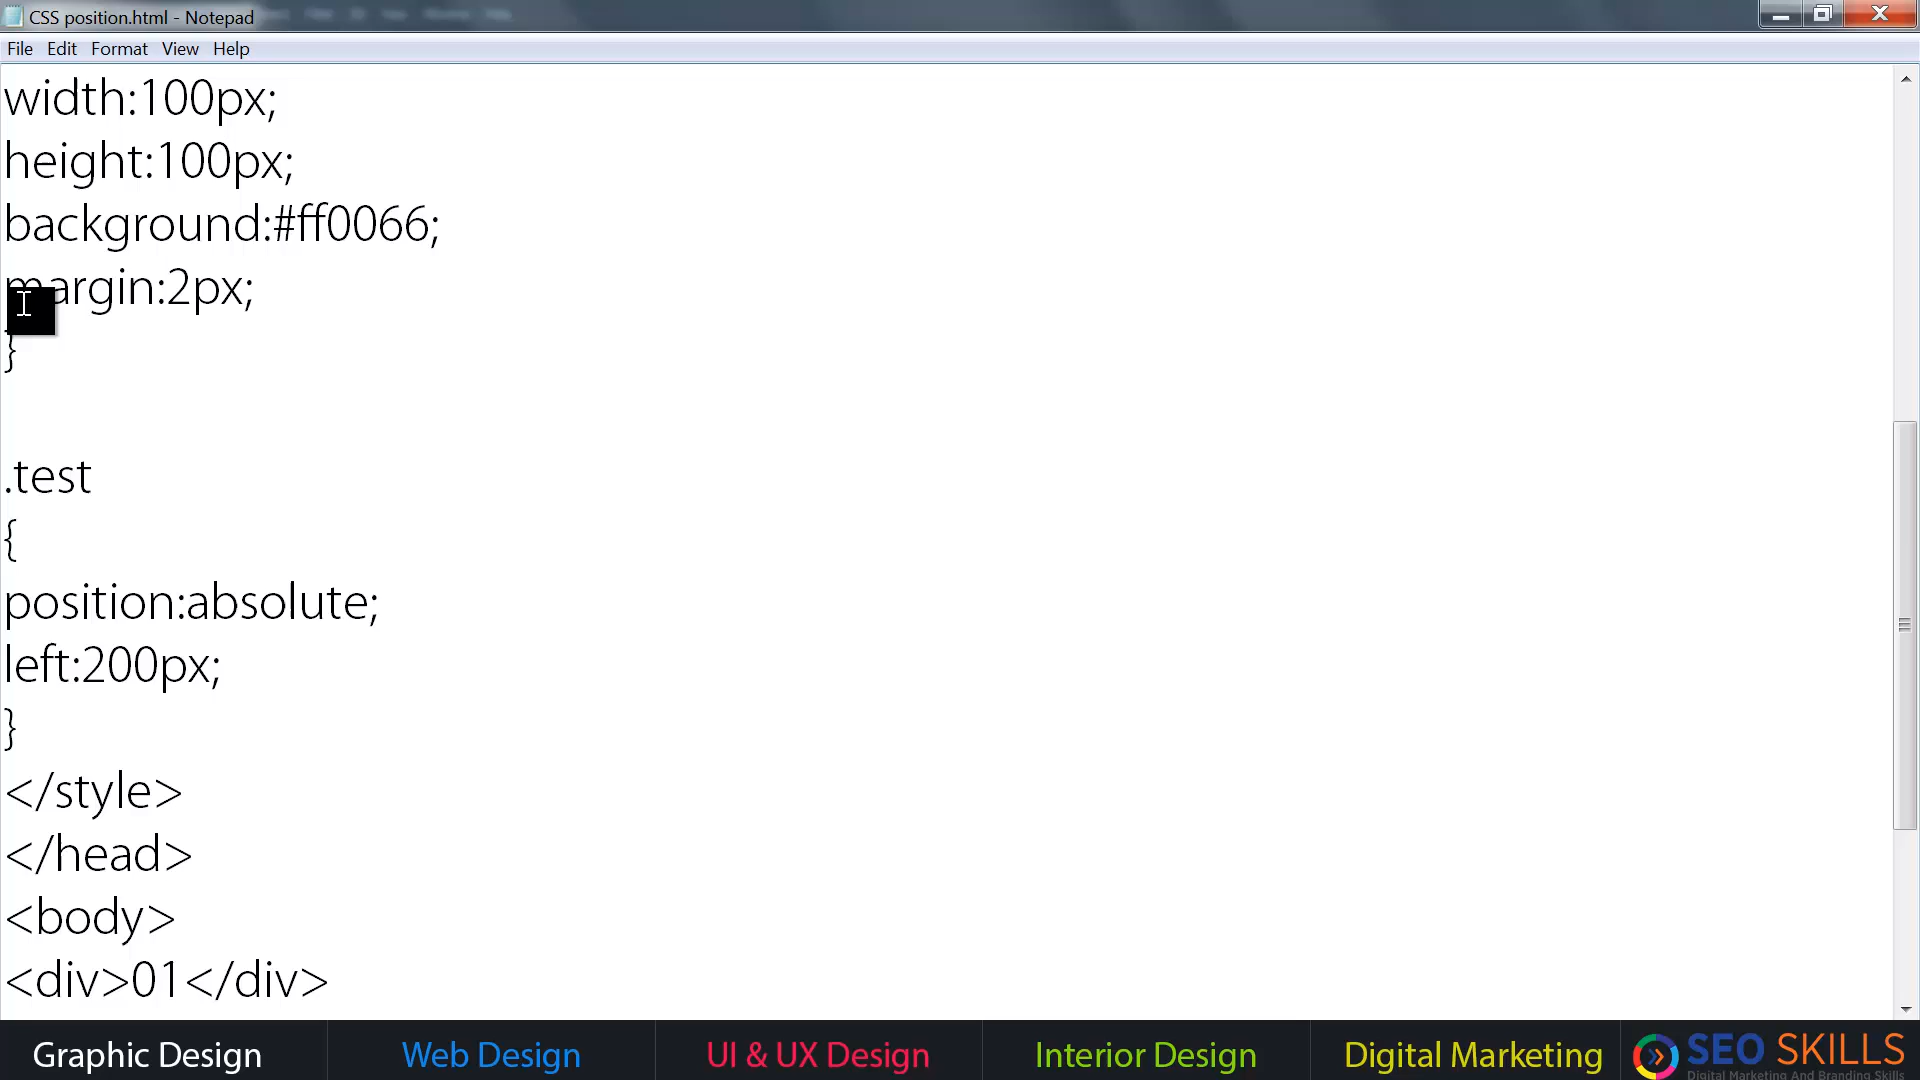 CSS position.html - Notepad
File Edit Format View Help
width:100px;
height:100px;
background:#ff0066;
margin:2px;
}
.test
{
position:absolute;
left:200px;
}
</style>
</head>
<body>
<div>01</div>
Graphic Design
Web Design
UI & UX Design
Interior Design
Digital Marketing
SEO SKILLS
Digital Marketing And Branding Skills